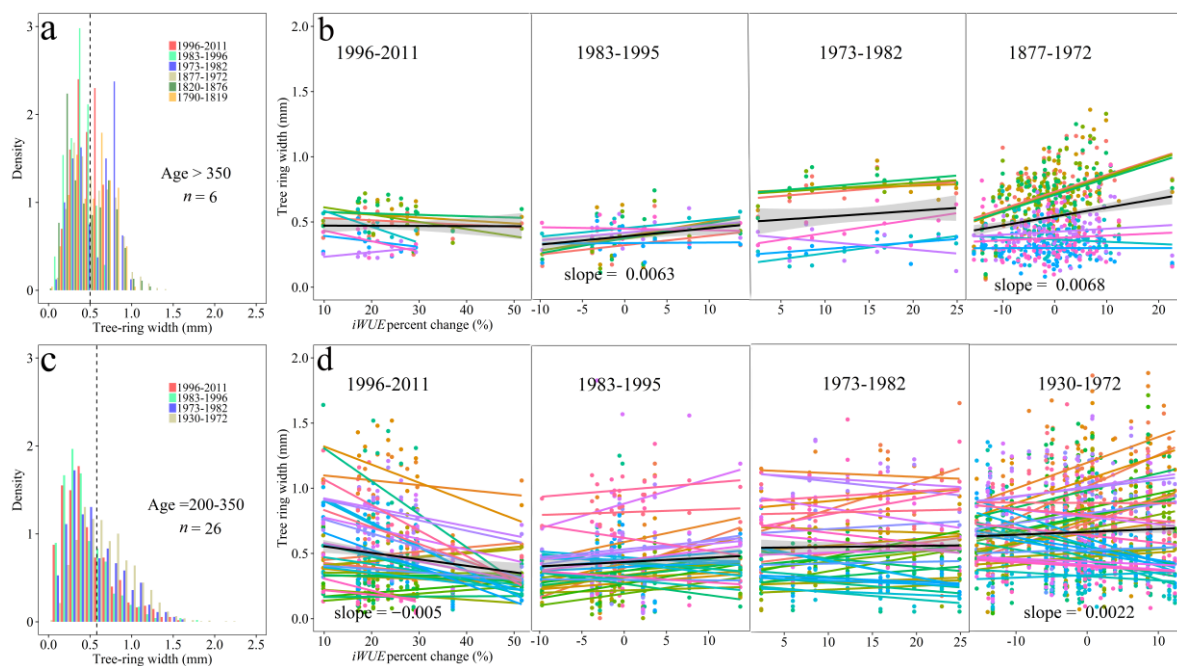 a
3
2
1
0
Density
1996-2011
1983-1996
1973-1982
1877-1972
1820-1876
1790-1819
Age > 350
n = 6
0.0 0.5 1.0 1.5 2.0 2.5
Tree-ring width (mm)
b
2.0
1.5
1.0
0.5
0.0
Tree ring width (mm)
1996-2011
1983-1995
1973-1982
1877-1972
slope = 0.0063
slope = 0.0068
10 20 30 40 50 -10 -5 0 5 10 5 10 15 20 25 -10 0 10 20
iWUE percent change (%)
c
3
2
1
0
Density
1996-2011
1983-1996
1973-1982
1930-1972
Age =200-350
n = 26
0.0 0.5 1.0 1.5 2.0 2.5
Tree-ring width (mm)
d
2.0
1.5
1.0
0.5
0.0
Tree ring width (mm)
1996-2011
1983-1995
1973-1982
1930-1972
slope = −0.005
slope = 0.0022
10 20 30 40 50 -10 -5 0 5 10 5 10 15 20 25 -10 0 10
iWUE percent change (%)